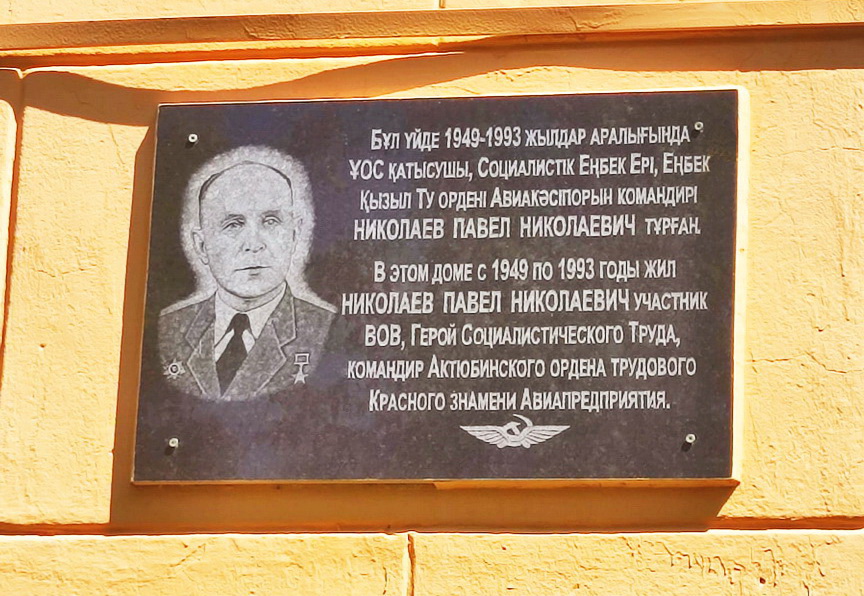 Бұл үйде 1949-1993 жылдар аралығында
ҰОС қатысушы, Социалистік Еңбек Ері, Еңбек
Қызыл Ту ордені Авиакәсіпорын командирі
НИКОЛАЕВ ПАВЕЛ НИКОЛАЕВИЧ тұрған.
В этом доме с 1949 по 1993 годы жил
НИКОЛАЕВ ПАВЕЛ НИКОЛАЕВИЧ участник
ВОВ, Герой Социалистического Труда,
командир Актюбинского ордена трудового
Красного знамени Авиапредприятия.